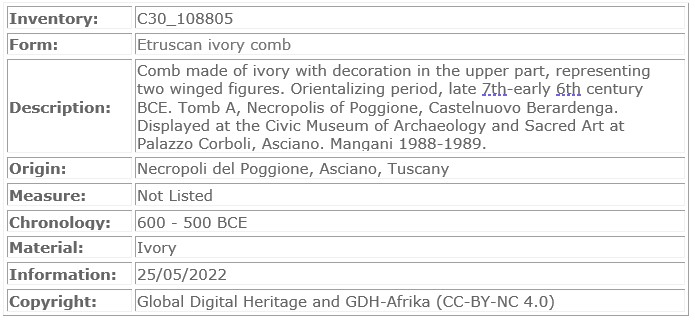 Inventory: C30_108805
Form: Etruscan ivory comb
Description: Comb made of ivory with decoration in the upper part, representing
two winged figures. Orientalizing period, late 7th-early 6th century
BCE. Tomb A, Necropolis of Poggione, Castelnuovo Berardenga.
Displayed at the Civic Museum of Archaeology and Sacred Art at
Palazzo Corboli, Asciano. Mangani 1988-1989.
Origin: Necropoli del Poggione, Asciano, Tuscany
Measure: Not Listed
Chronology: 600 - 500 BCE
Material: Ivory
Information: 25/05/2022
Copyright: Global Digital Heritage and GDH-Afrika (CC-BY-NC 4.0)